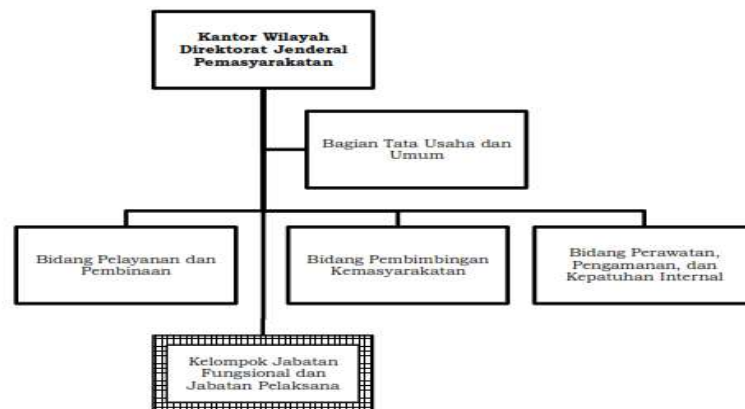 Kantor Wilayah
Direktorat Jenderal
Pemasyarakatan
Bagian Tata Usaha dan
Umum
Bidang Pelayanan dan
Pembinaan
Bidang Pembimbingan
Kemasyarakatan
Bidang Perawatan,
Pengamanan, dan
Kepatuhan Internal
Kelompok Jabatan
Fungsional dan
Jabatan Pelaksana